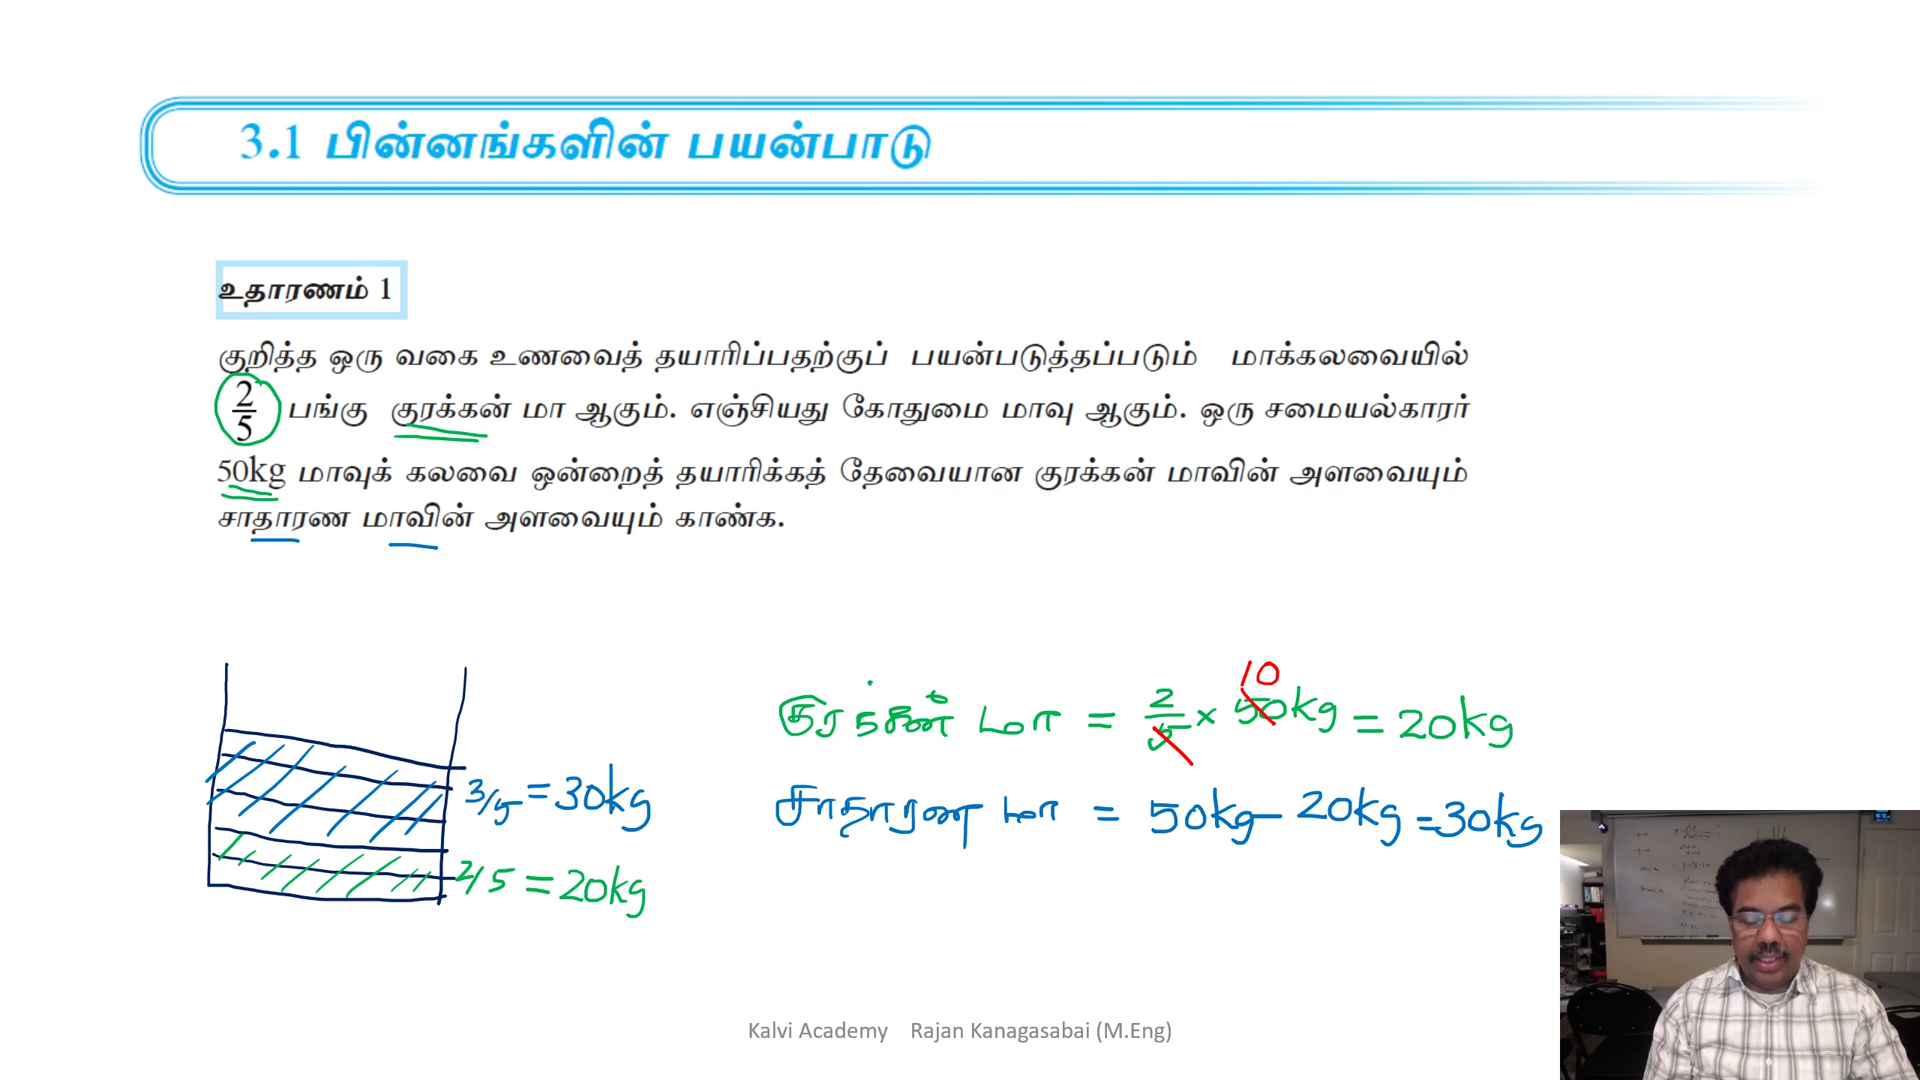 3.1 பின்னங்களின் பயன்பாடு
உதாரணம் 1
குறித்த ஒரு வகை உணவைத் தயாரிப்பதற்குப் பயன்படுத்தப்படும் மாக்கலவையில்
2/5 பங்கு குரக்கன் மா ஆகும். எஞ்சியது கோதுமை மாவு ஆகும். ஒரு சமையல்காரர்
50kg மாவுக் கலவை ஒன்றைத் தயாரிக்கத் தேவையான குரக்கன் மாவின் அளவையும்
சாதாரண மாவின் அளவையும் காண்க.
10
குரக்கன் மா = 2/5 × 50kg = 20kg
சாதாரண மா = 50kg - 20kg = 30kg
3/5 = 30kg
2/5 = 20kg
Kalvi Academy Rajan Kanagasabai (M.Eng)